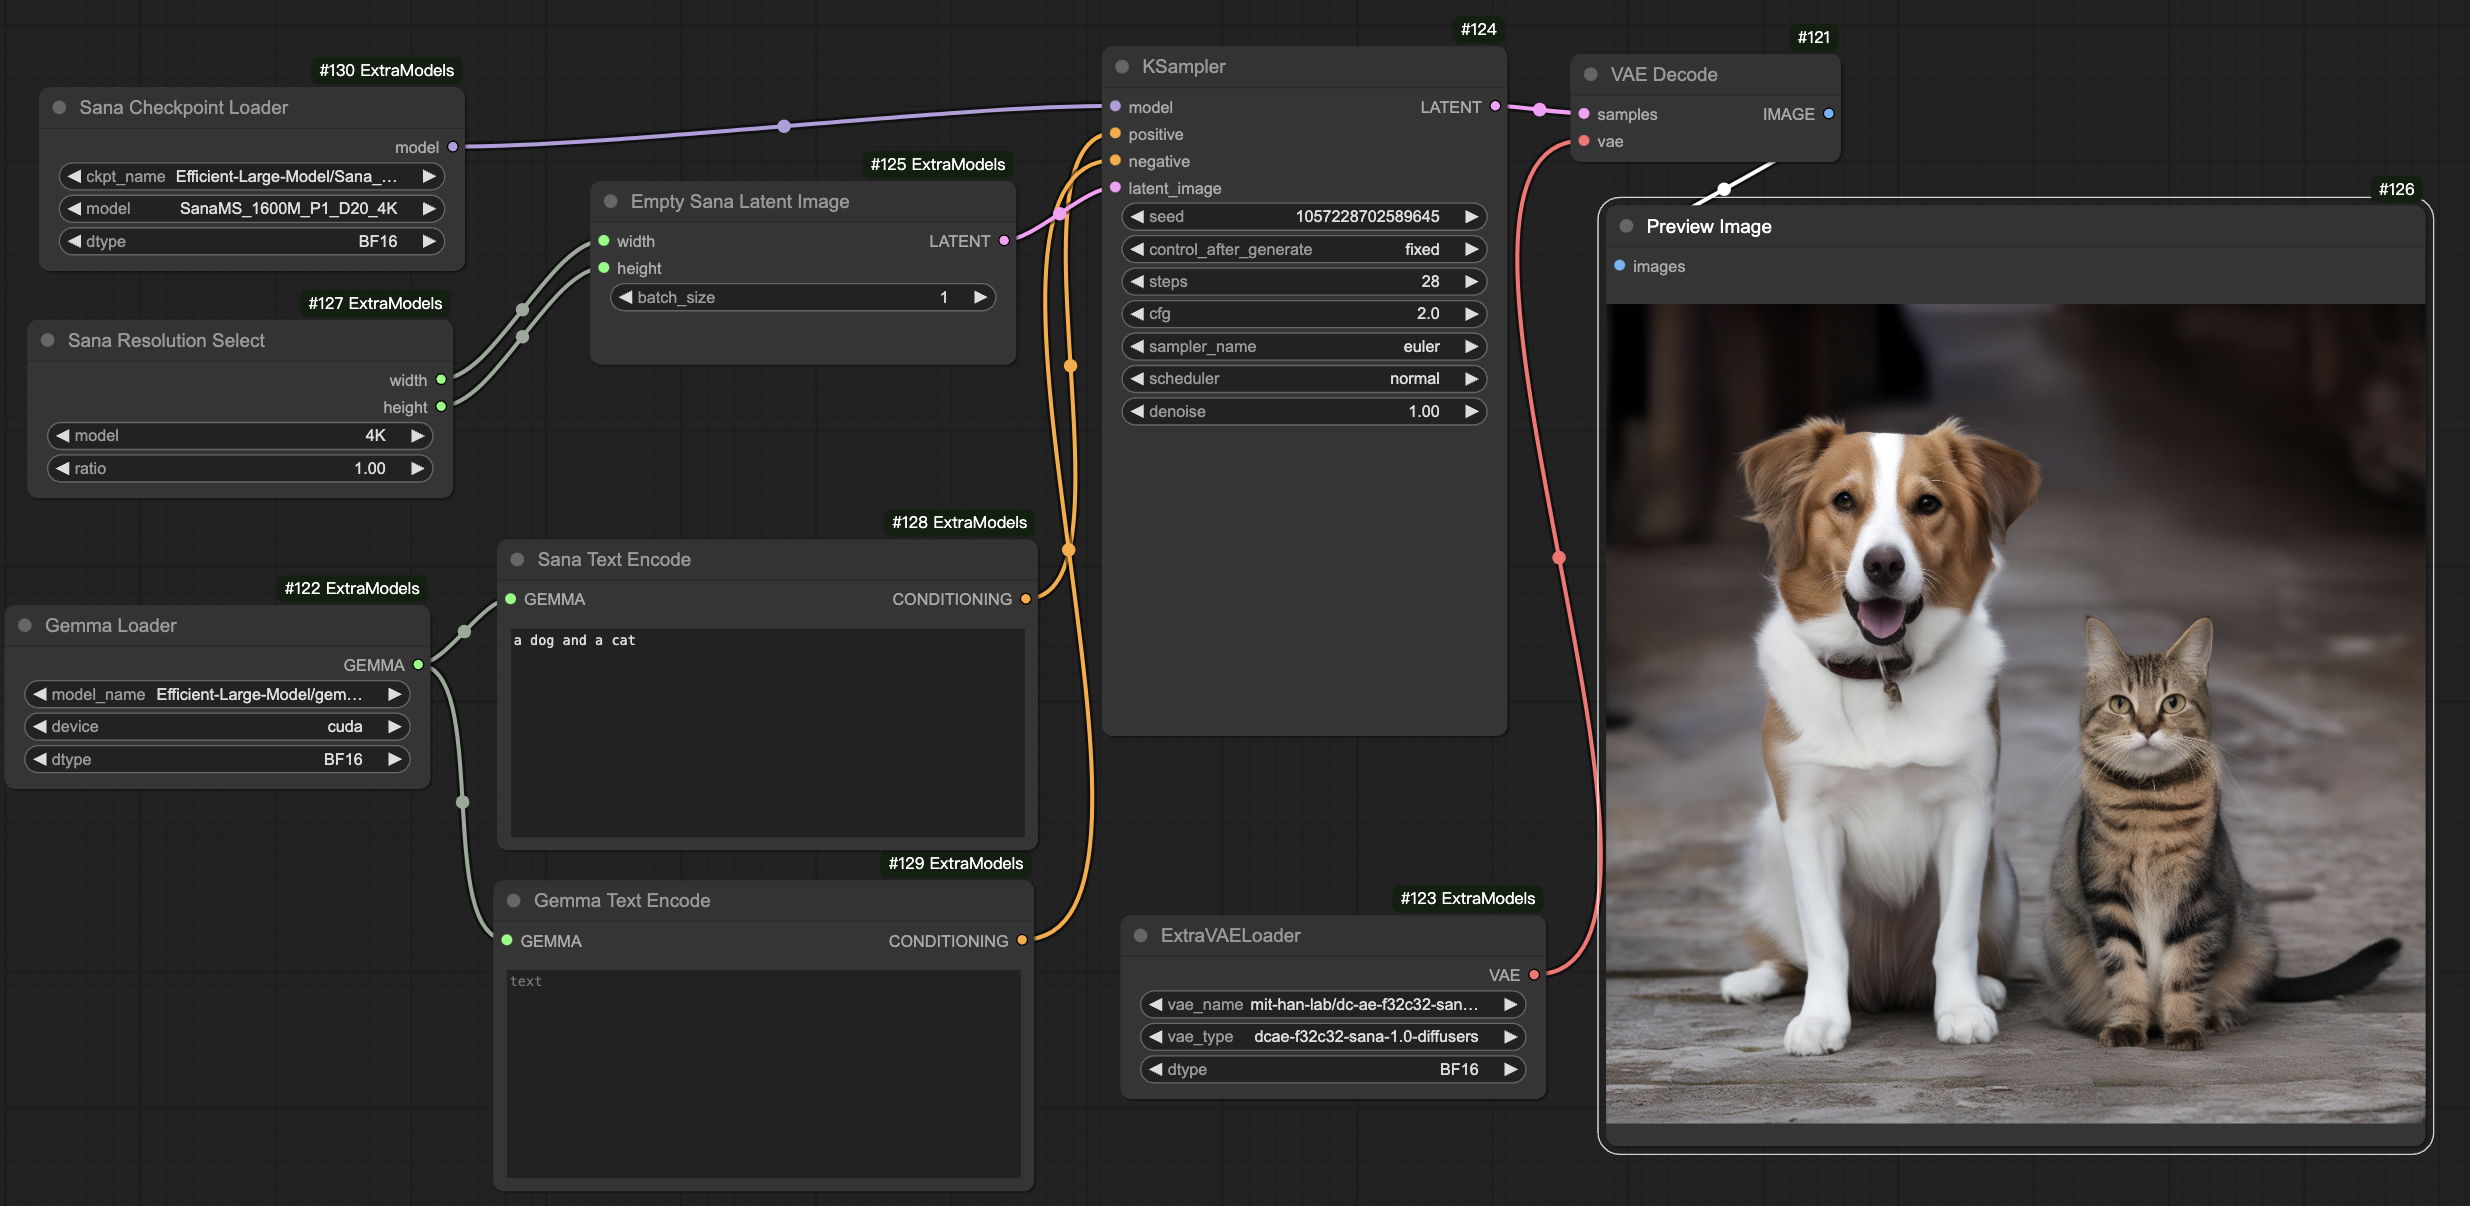 #130 ExtraModels
Sana Checkpoint Loader
model
ckpt_name Efficient-Large-Model/Sana_...
model SanaMS_1600M_P1_D20_4K
dtype BF16
#127 ExtraModels
Sana Resolution Select
width
height
model 4K
ratio 1.00
#122 ExtraModels
Gemma Loader
GEMMA
model_name Efficient-Large-Model/gem...
device cuda
dtype BF16
#125 ExtraModels
Empty Sana Latent Image
width LATENT
height
batch_size 1
#128 ExtraModels
Sana Text Encode
GEMMA CONDITIONING
a dog and a cat
#129 ExtraModels
Gemma Text Encode
GEMMA CONDITIONING
text
#124
KSampler
model LATENT
positive
negative
latent_image
seed 1057228702589645
control_after_generate fixed
steps 28
cfg 2.0
sampler_name euler
scheduler normal
denoise 1.00
#123 ExtraModels
ExtraVAELoader
VAE
vae_name mit-han-lab/dc-ae-f32c32-san...
vae_type dcae-f32c32-sana-1.0-diffusers
dtype BF16
#121
VAE Decode
samples IMAGE
vae
#126
Preview Image
images